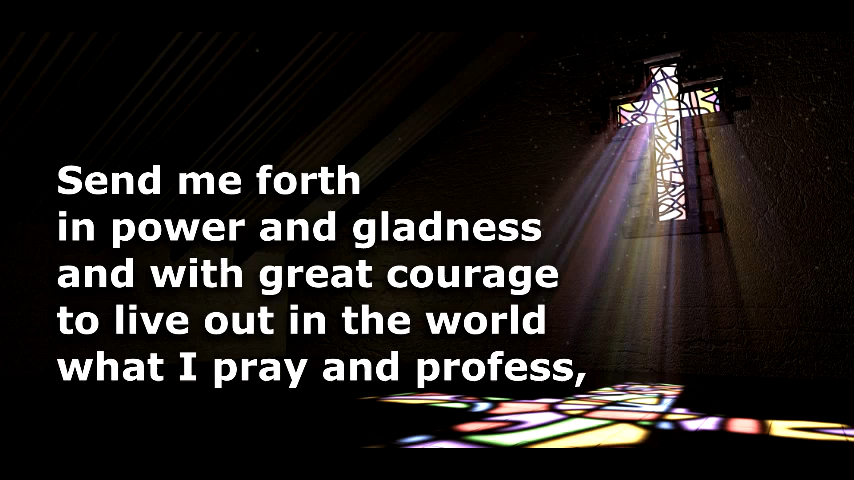 Send me forth
in power and gladness
and with great courage
to live out in the world
what I pray and profess,